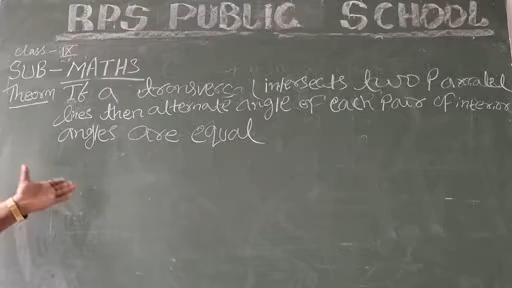 R.P.S PUBLIC SCHOOL
class - IX
SUB - MATHS
Theorm If a transversal intersects two Parallel
lines then alternate angle of each Pair of interior
angles are equal